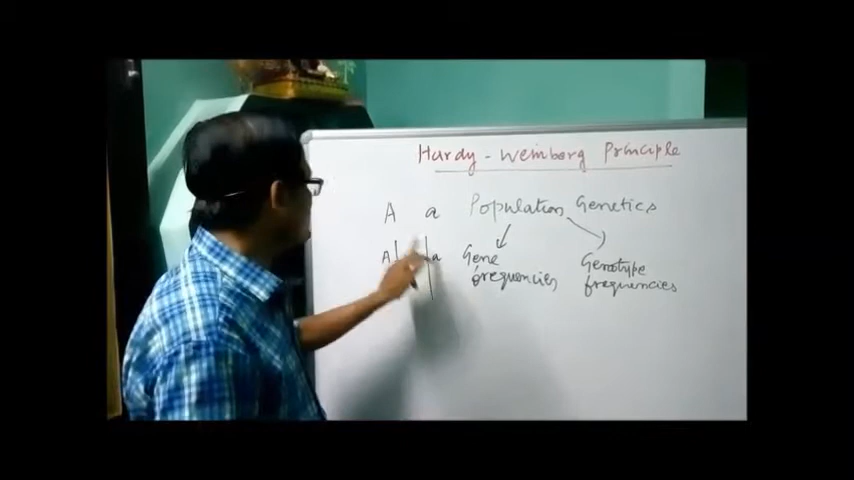 Hardy - Weinberg Principle
A a Population Genetics
A a Gene Genotype
frequencies frequencies